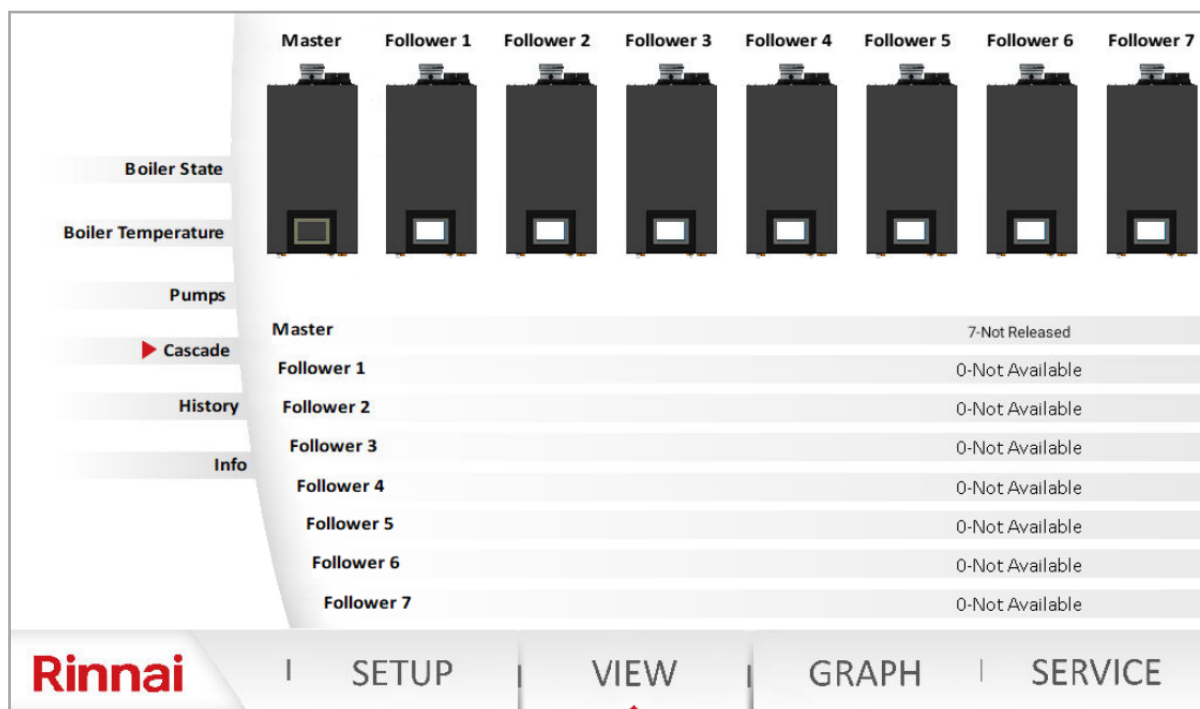 Master Follower 1 Follower 2 Follower 3 Follower 4 Follower 5 Follower 6 Follower 7
Boiler State
Boiler Temperature
Pumps
Cascade
History
Info
Master 7-Not Released
Follower 1 0-Not Available
Follower 2 0-Not Available
Follower 3 0-Not Available
Follower 4 0-Not Available
Follower 5 0-Not Available
Follower 6 0-Not Available
Follower 7 0-Not Available
Rinnai SETUP VIEW GRAPH SERVICE